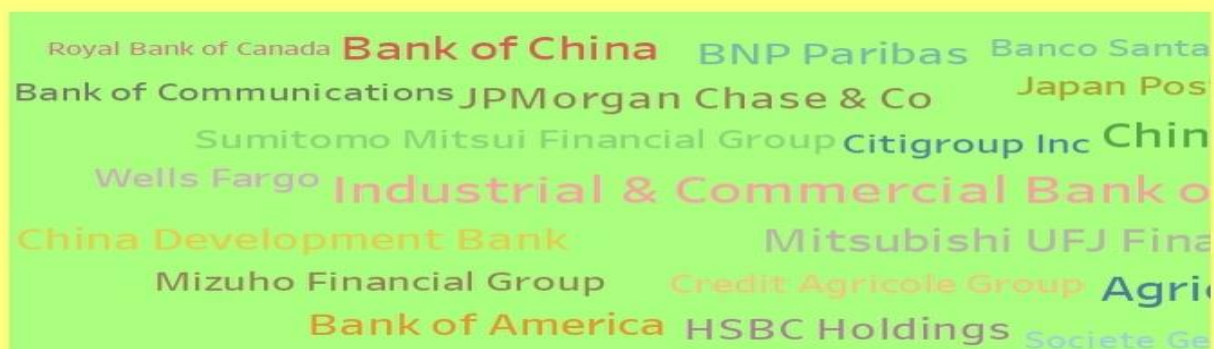 Royal Bank of Canada Bank of China BNP Paribas Banco Santa
Bank of Communications JPMorgan Chase & Co Japan Pos
Sumitomo Mitsui Financial Group Citigroup Inc Chin
Wells Fargo Industrial & Commercial Bank o
China Development Bank Mitsubishi UFJ Fina
Mizuho Financial Group Credit Agricole Group Agric
Bank of America HSBC Holdings Societe Ge